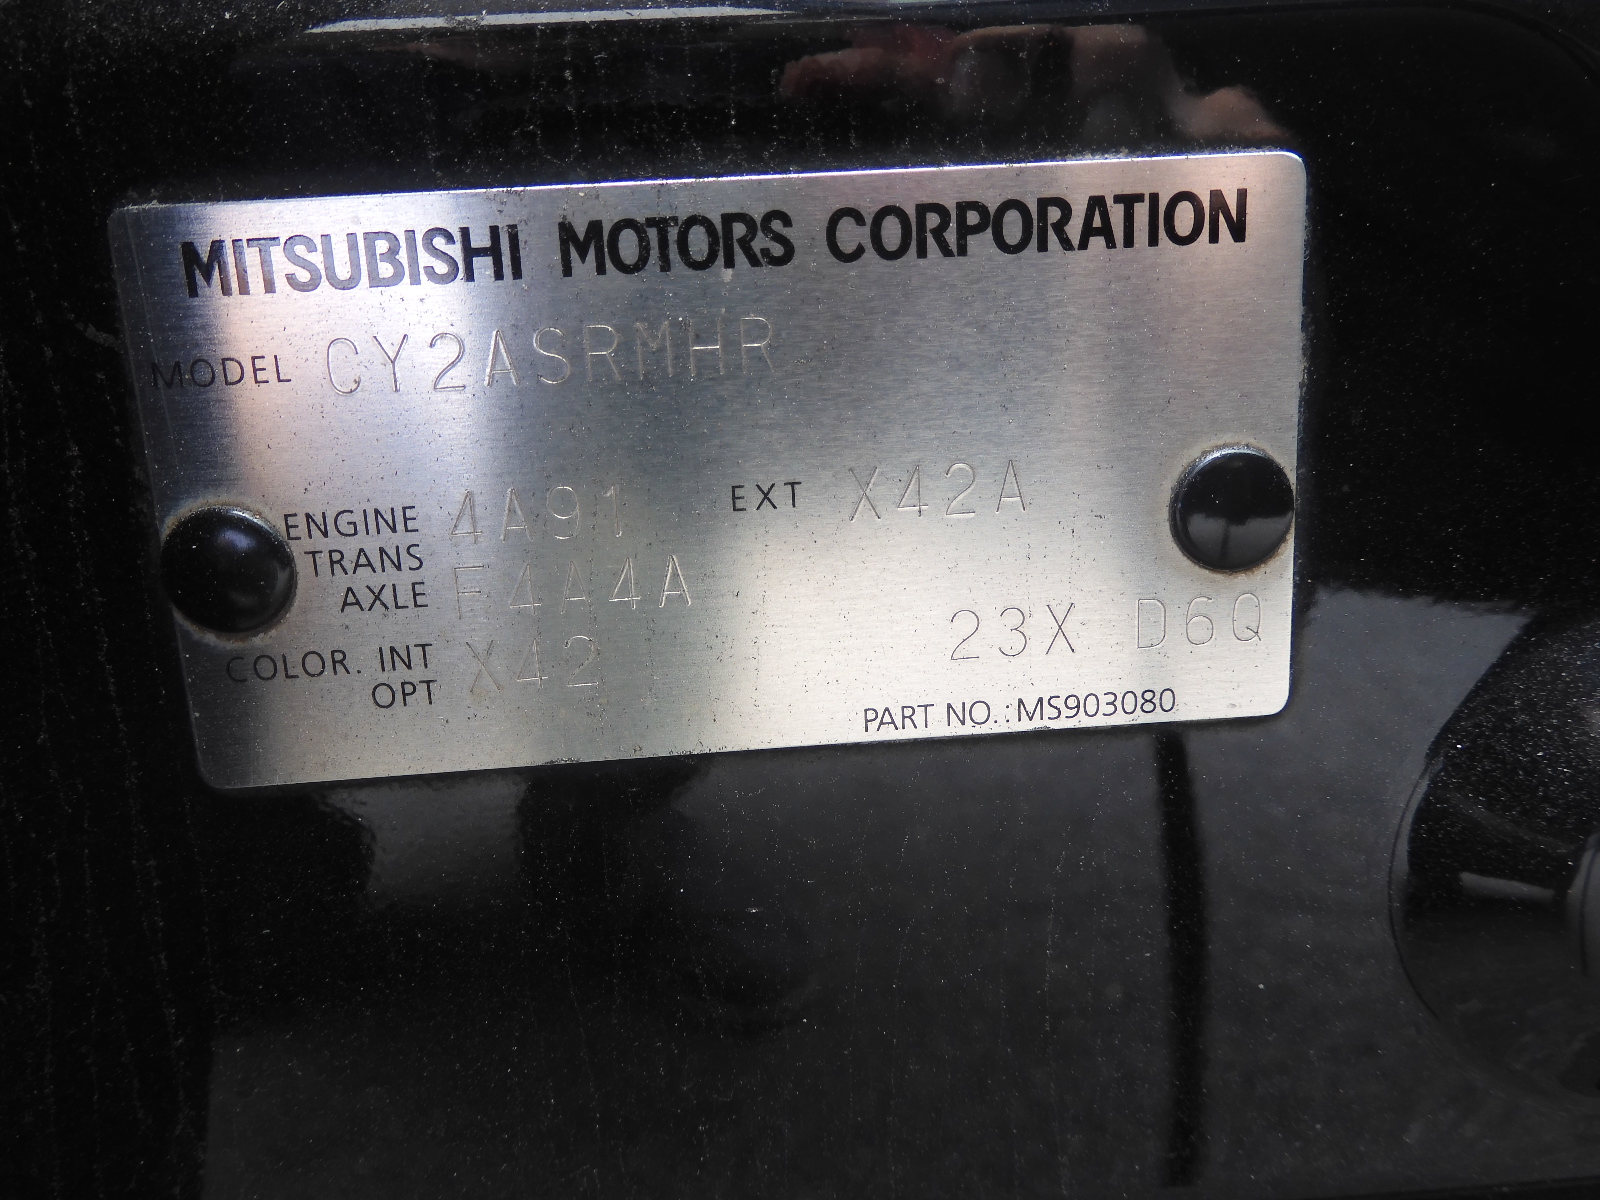 MITSUBISHI MOTORS CORPORATION
MODEL CY2ASRMHR
ENGINE 4A91 EXT X42A
TRANS
AXLE F4A4A
23X D6Q
COLOR. INT X42
OPT
PART NO.:MS903080